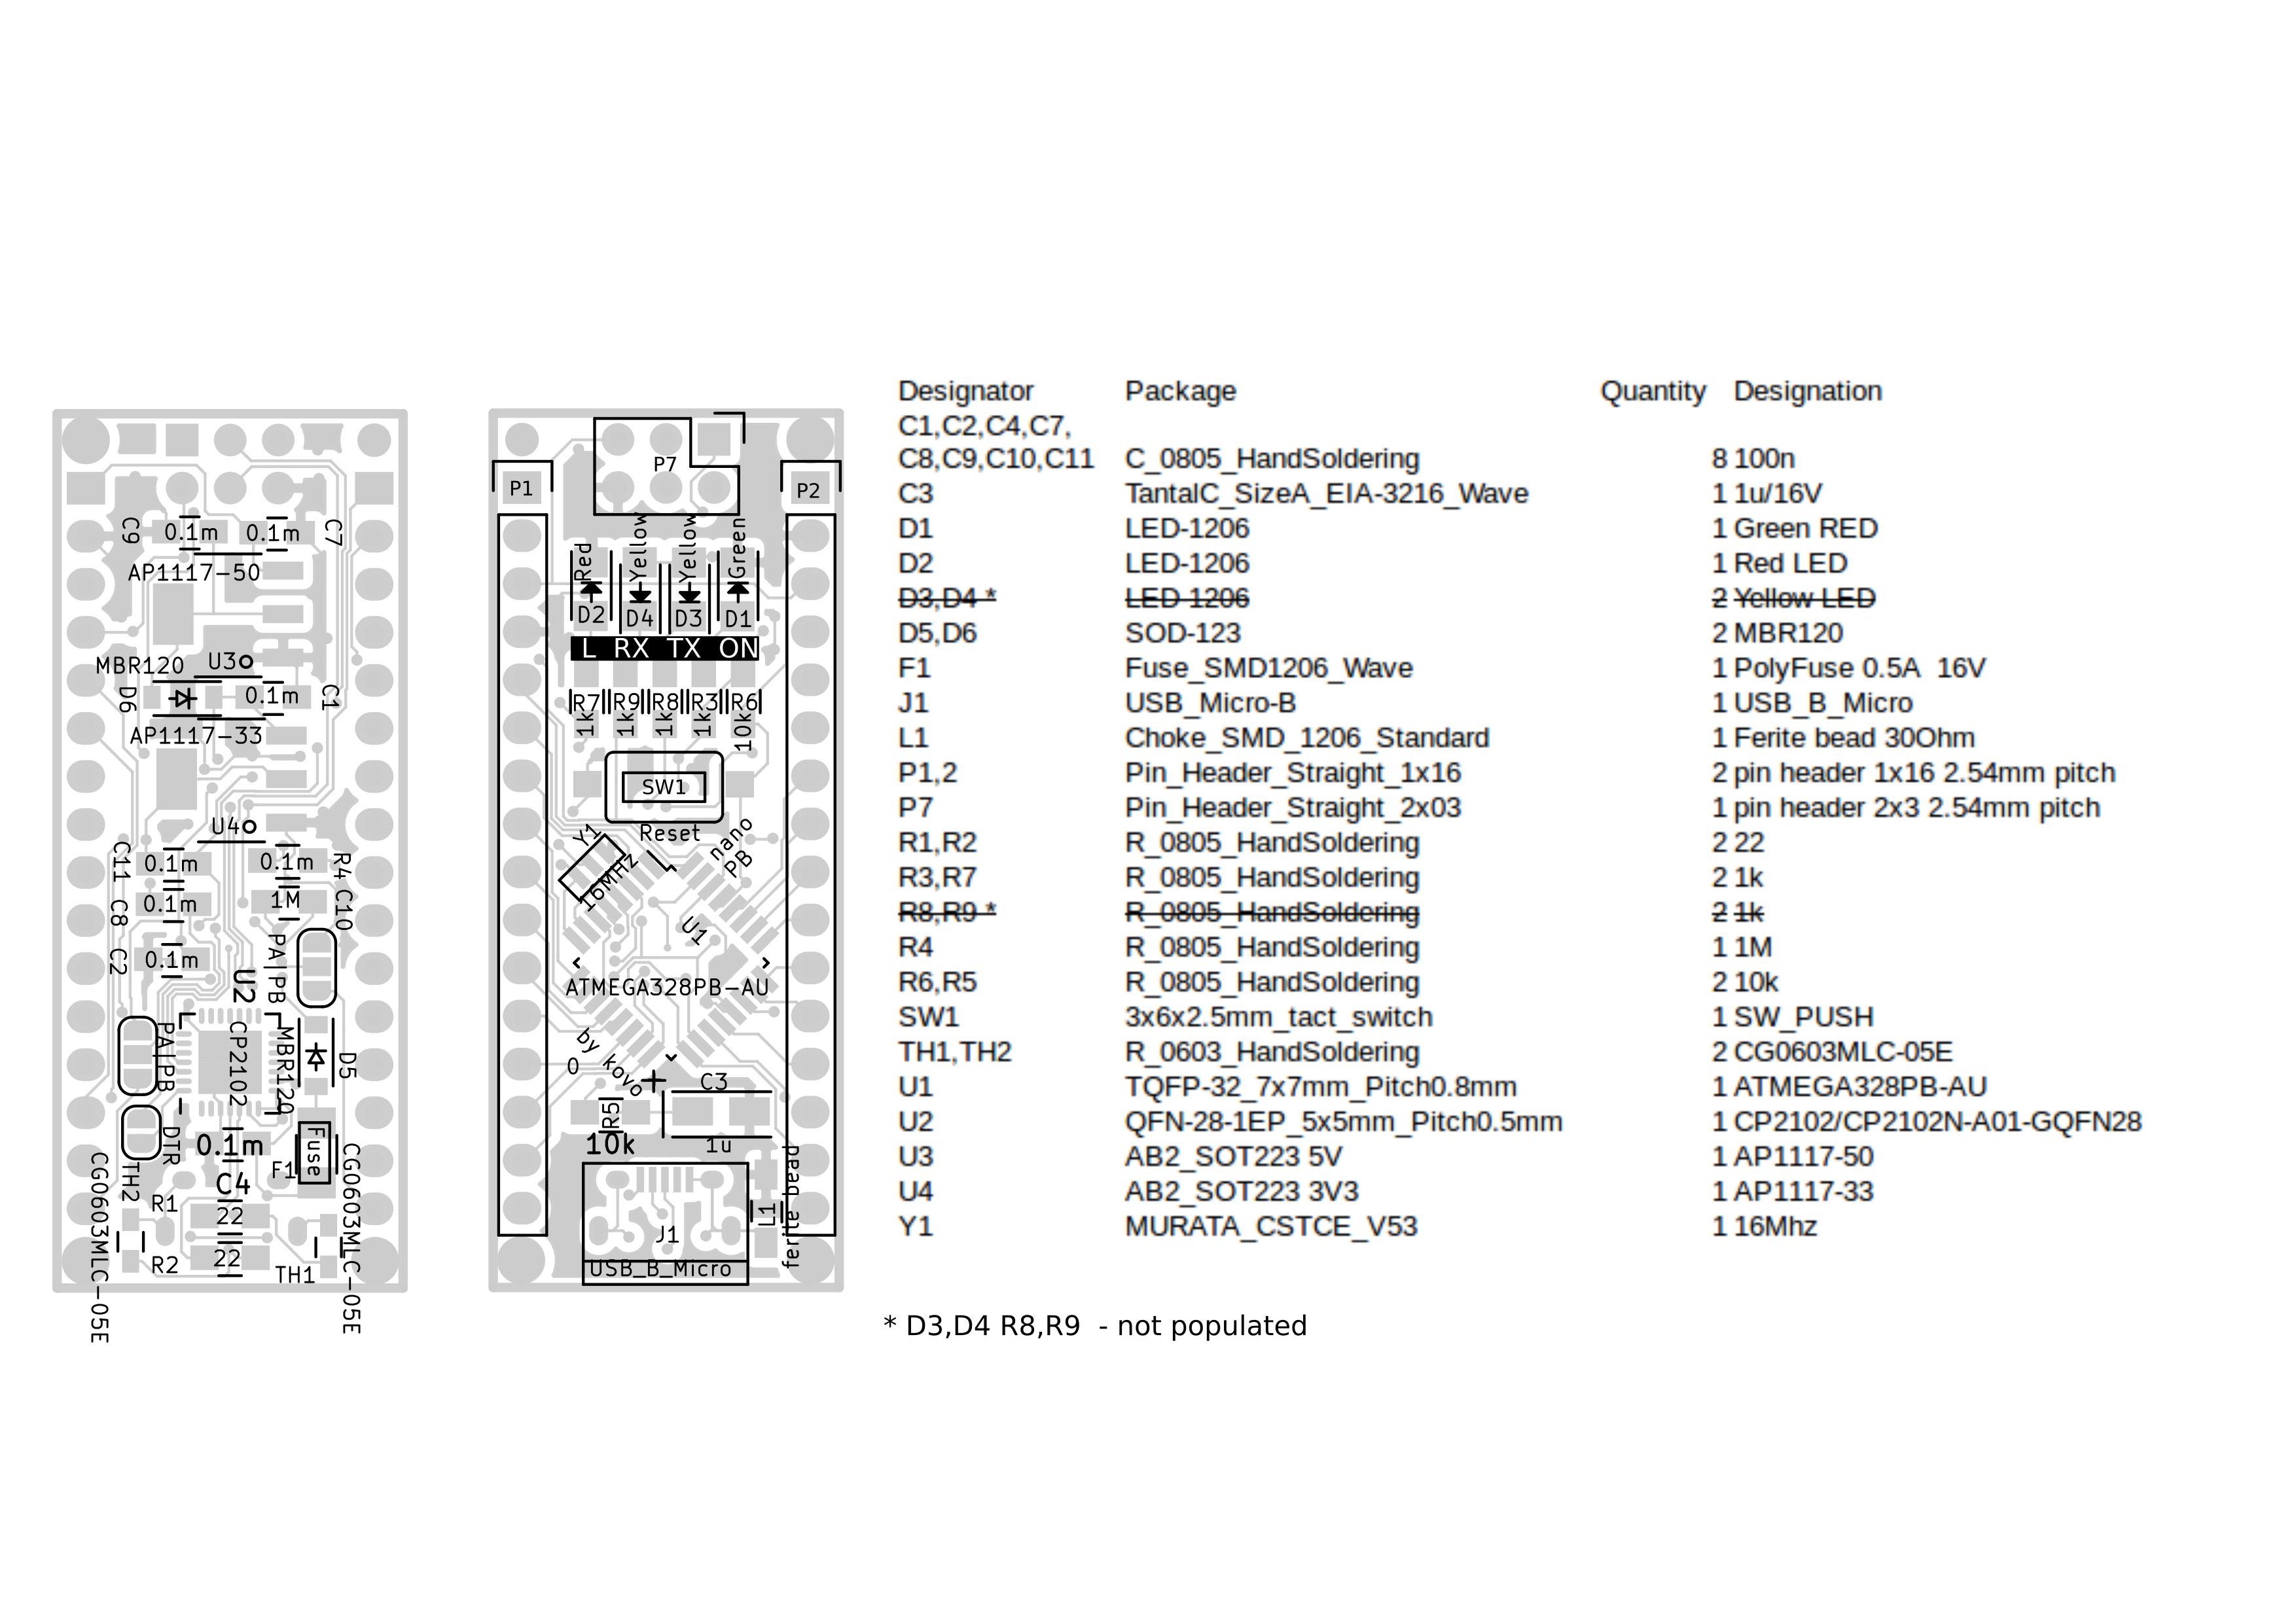 C9
0.1m
0.1m
C7
AP1117-50
MBR120
U3
D6
0.1m
C1
AP1117-33
U4
C11
0.1m
0.1m
R4
C8
0.1m
1M
C10
C2
0.1m
PA|PB
U2
PA|PB
CP2102
MBR120
D5
DTR
0.1m
Fuse
F1
C4
CG0603MLC-05E
TH2
R1
22
R2
22
TH1
CG0603MLC-05E
P7
P1
P2
Red
Yellow
Yellow
Green
D2
D4
D3
D1
L RX TX ON
R7
R9
R8
R3
R6
1k
1k
1k
1k
10k
SW1
Reset
Y1
16MHz
nano
PB
U1
ATMEGA328PB-AU
by kovo
0
C3
R5
10k
1u
ferite bead
L1
J1
USB_B_Micro
Designator Package Quantity Designation
C1,C2,C4,C7,
C8,C9,C10,C11 C_0805_HandSoldering 8 100n
C3 TantalC_SizeA_EIA-3216_Wave 1 1u/16V
D1 LED-1206 1 Green RED
D2 LED-1206 1 Red LED
D3,D4 * LED-1206 2 Yellow LED
D5,D6 SOD-123 2 MBR120
F1 Fuse_SMD1206_Wave 1 PolyFuse 0.5A 16V
J1 USB_Micro-B 1 USB_B_Micro
L1 Choke_SMD_1206_Standard 1 Ferite bead 30Ohm
P1,2 Pin_Header_Straight_1x16 2 pin header 1x16 2.54mm pitch
P7 Pin_Header_Straight_2x03 1 pin header 2x3 2.54mm pitch
R1,R2 R_0805_HandSoldering 2 22
R3,R7 R_0805_HandSoldering 2 1k
R8,R9 * R_0805_HandSoldering 2 1k
R4 R_0805_HandSoldering 1 1M
R6,R5 R_0805_HandSoldering 2 10k
SW1 3x6x2.5mm_tact_switch 1 SW_PUSH
TH1,TH2 R_0603_HandSoldering 2 CG0603MLC-05E
U1 TQFP-32_7x7mm_Pitch0.8mm 1 ATMEGA328PB-AU
U2 QFN-28-1EP_5x5mm_Pitch0.5mm 1 CP2102/CP2102N-A01-GQFN28
U3 AB2_SOT223 5V 1 AP1117-50
U4 AB2_SOT223 3V3 1 AP1117-33
Y1 MURATA_CSTCE_V53 1 16Mhz
* D3,D4 R8,R9 - not populated